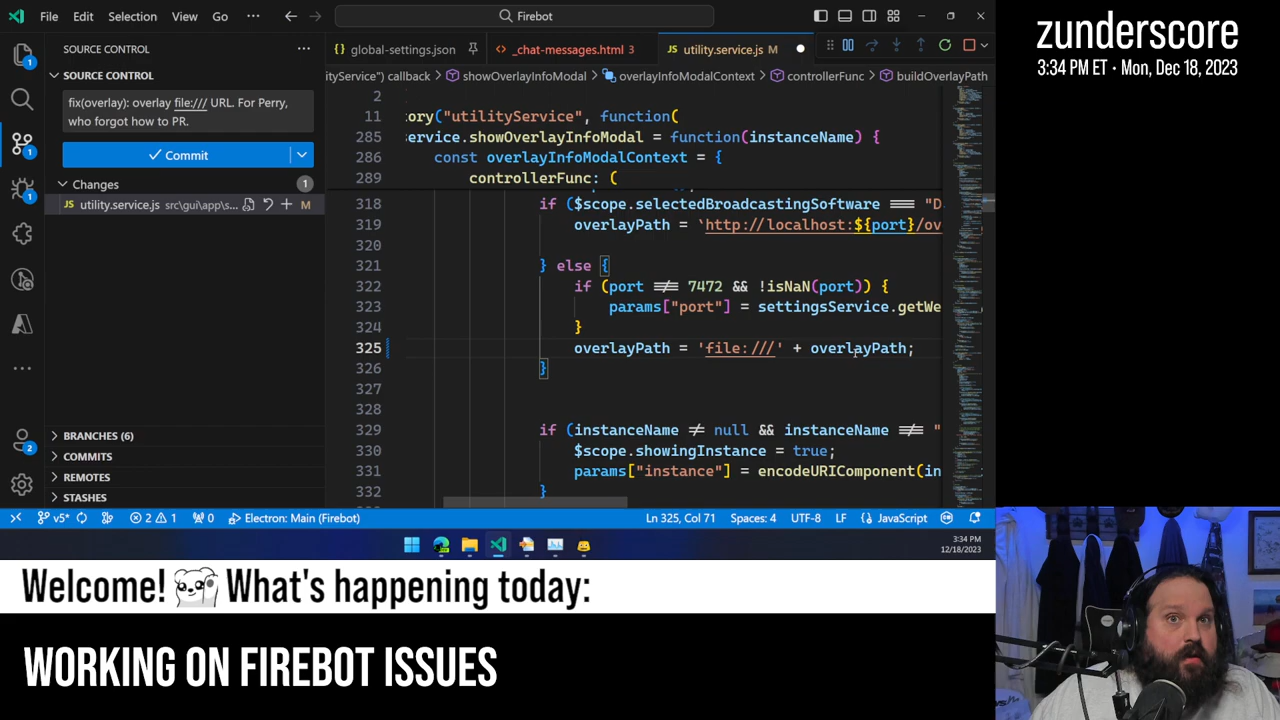 File Edit Selection View Go ··· Firebot
SOURCE CONTROL ···
SOURCE CONTROL
fix(overlay): overlay file:/// URL. For Perry,
who forgot how to PR.
Commit
Changes 1
utility.service.js src\gui\app\s... M
BRANCHES (6)
COMMITS
REMOTES
STASHES
global-settings.json _chat-messages.html 3 utility.service.js
ityService") callback > showOverlayInfoModal > overlayInfoModalContext > controllerFunc > buildOverlayPath
2
11 tory("utilityService", function(
285 ervice.showOverlayInfoModal = function(instanceName) {
286 const overlayInfoModalContext = {
289 controllerFunc: (
318 if ($scope.selectedBroadcastingSoftware === "D
319 overlayPath = `http://localhost:${port}/ov
320
321 } else {
322 if (port !== 7472 && !isNaN(port)) {
323 params["port"] = settingsService.getWe
324 }
325 overlayPath = 'file:///' + overlayPath;
326 }
327
328
329 if (instanceName != null && instanceName !== "
330 $scope.showingInstance = true;
331 params["instance"] = encodeURIComponent(in
332 }
v5* 2 1 0 Electron: Main (Firebot) Ln 325, Col 71 Spaces: 4 UTF-8 LF {} JavaScript
3:34 PM
12/18/2023
zunderscore
3:34 PM ET • Mon, Dec 18, 2023
Welcome! What's happening today:
WORKING ON FIREBOT ISSUES